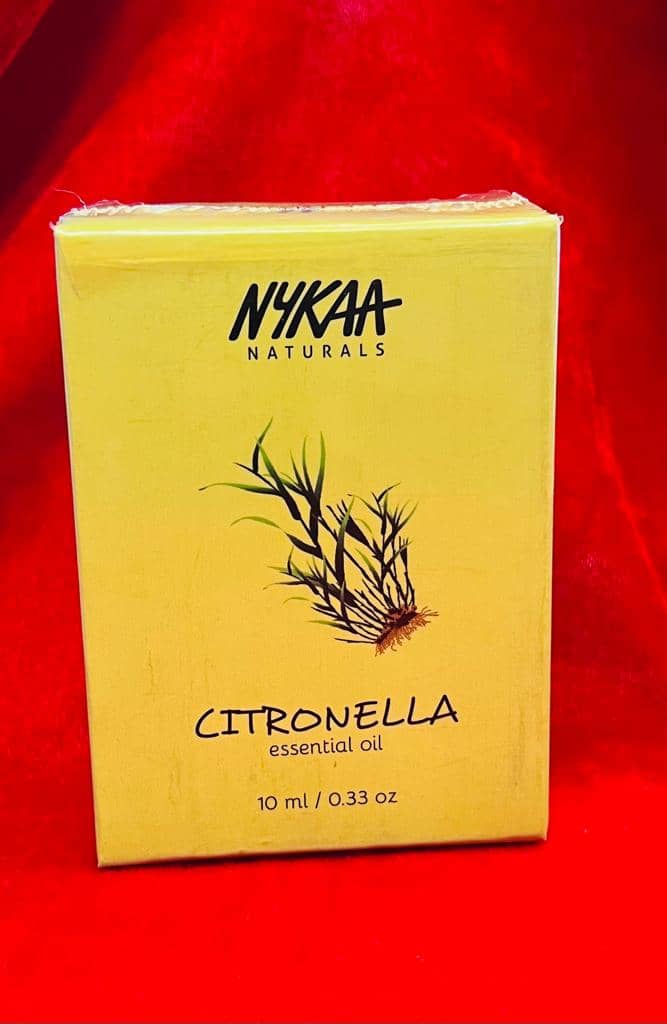 NYKAA
NATURALS
CITRONELLA
essential oil
10 ml / 0.33 oz